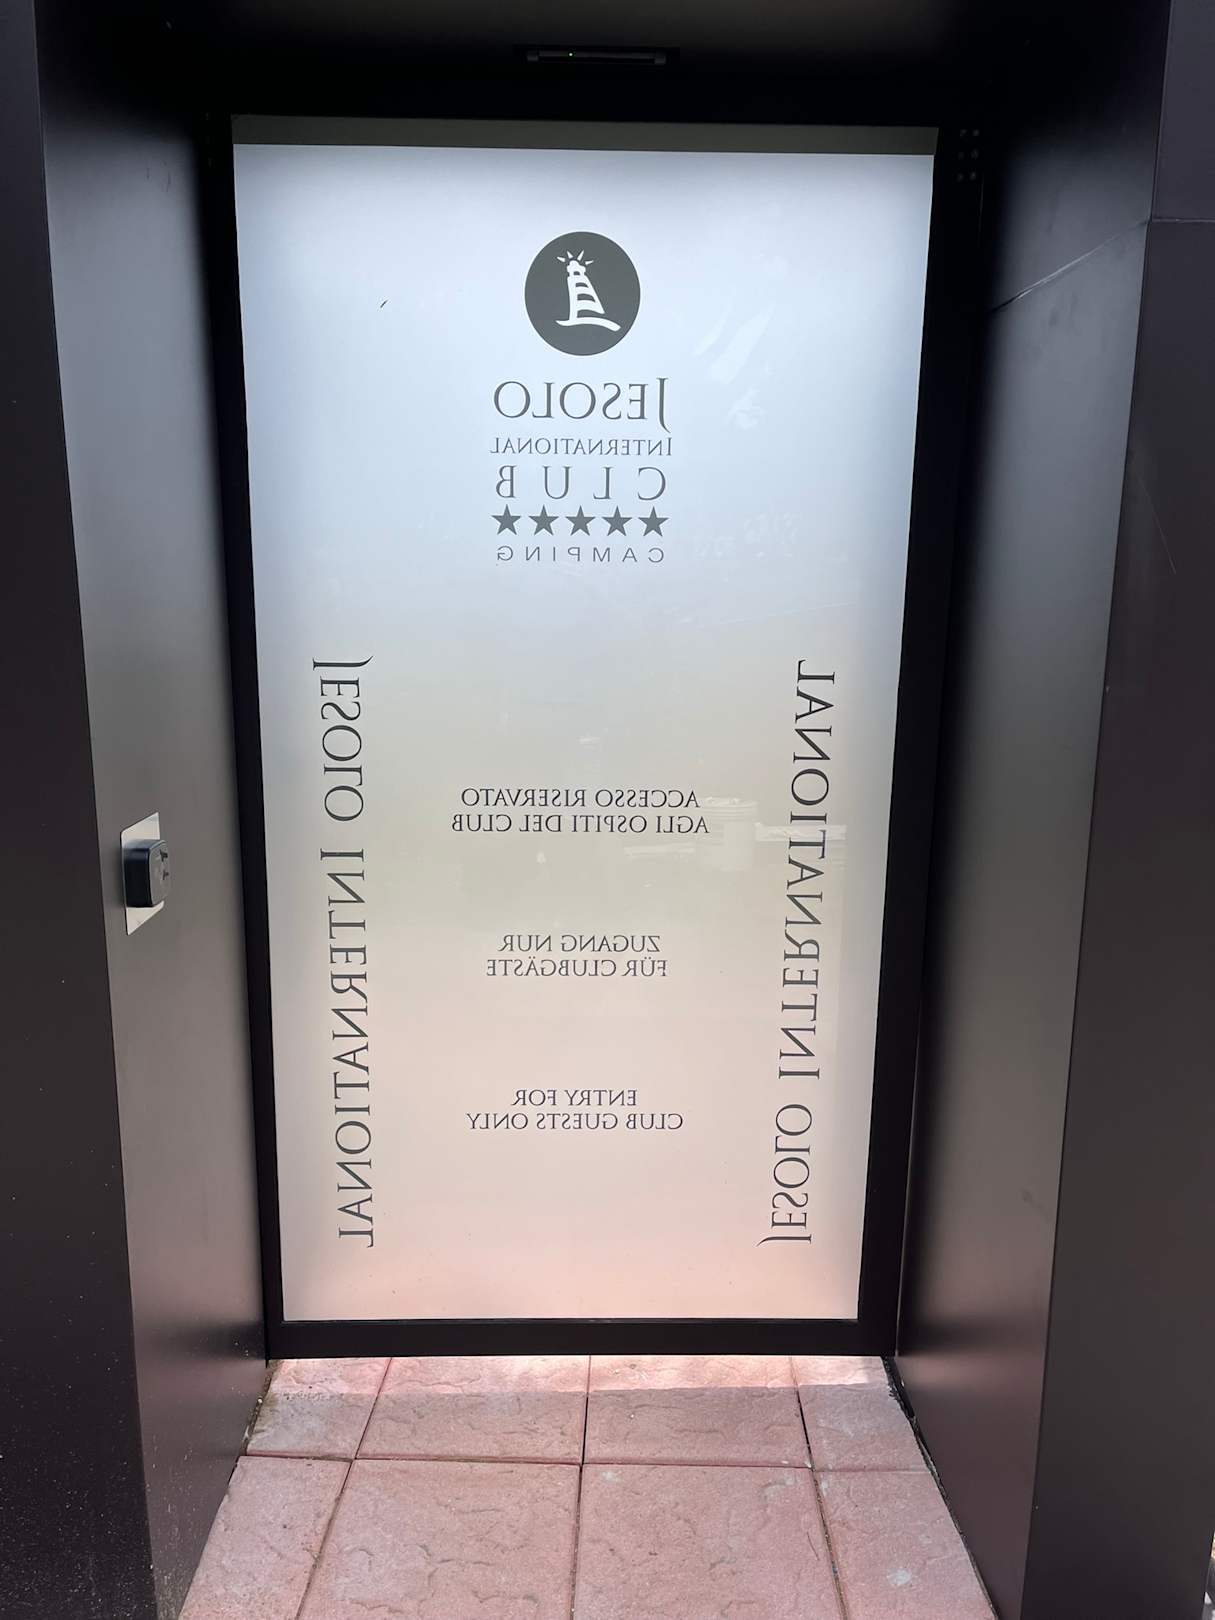 JESOLO
INTERNATIONAL
CLUB
CAMPING
JESOLO INTERNATIONAL
JESOLO INTERNATIONAL
ACCESSO RISERVATO
AGLI OSPITI DEL CLUB
ZUGANG NUR
FÜR CLUBGÄSTE
ENTRY FOR
CLUB GUESTS ONLY